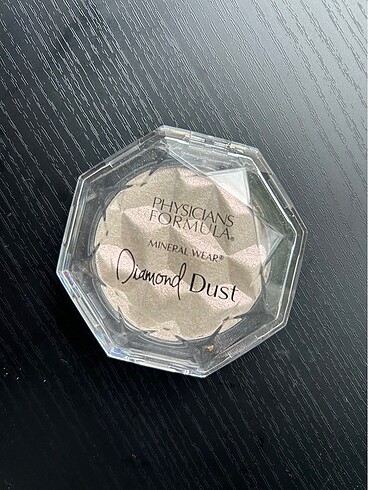 PHYSICIANS
FORMULA®
MINERAL WEAR®
Diamond Dust